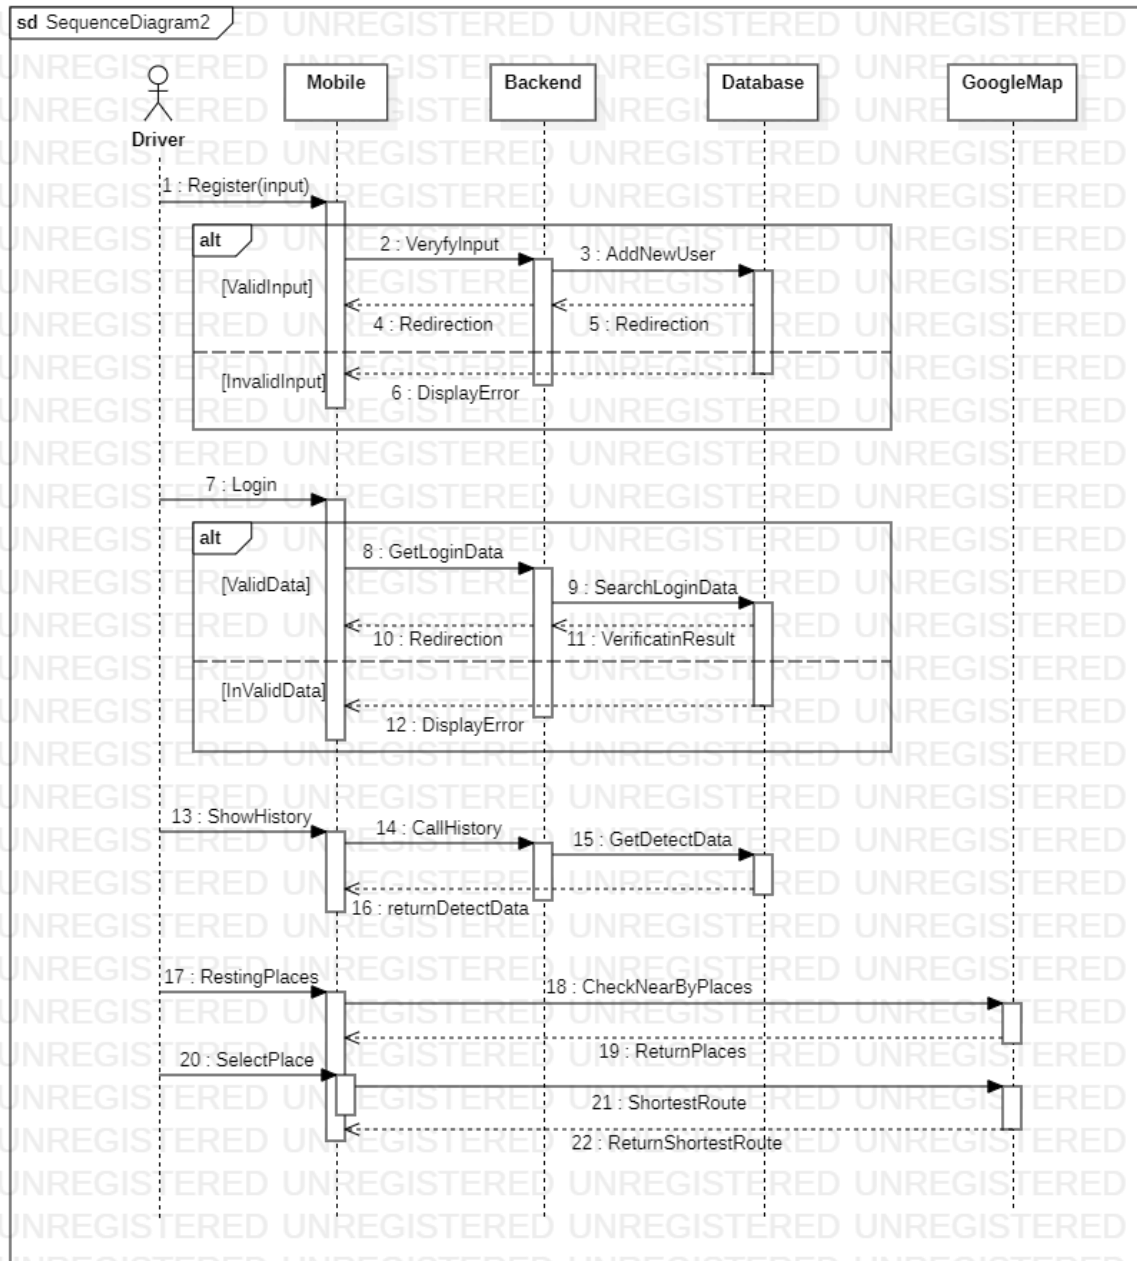 sd SequenceDiagram2
Driver
Mobile
Backend
Database
GoogleMap
1 : Register(input)
alt
2 : VeryfyInput
3 : AddNewUser
[ValidInput]
4 : Redirection
5 : Redirection
[InvalidInput]
6 : DisplayError
7 : Login
alt
8 : GetLoginData
[ValidData]
9 : SearchLoginData
10 : Redirection
11 : VerificatinResult
[InValidData]
12 : DisplayError
13 : ShowHistory
14 : CallHistory
15 : GetDetectData
16 : returnDetectData
17 : RestingPlaces
18 : CheckNearByPlaces
19 : ReturnPlaces
20 : SelectPlace
21 : ShortestRoute
22 : ReturnShortestRoute
UNREGISTERED